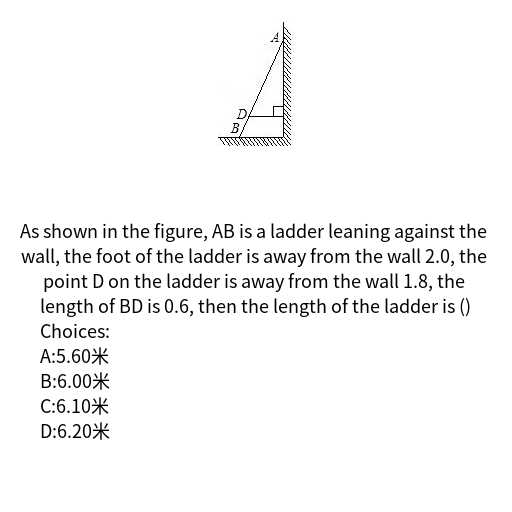 A
D
B
As shown in the figure, AB is a ladder leaning against the
wall, the foot of the ladder is away from the wall 2.0, the
point D on the ladder is away from the wall 1.8, the
length of BD is 0.6, then the length of the ladder is ()
Choices:
A:5.60米
B:6.00米
C:6.10米
D:6.20米